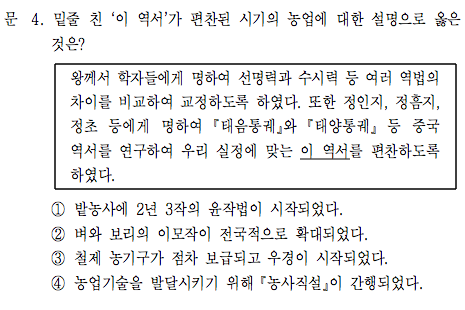 문 4. 밑줄 친 ‘이 역서’가 편찬된 시기의 농업에 대한 설명으로 옳은
것은?
왕께서 학자들에게 명하여 선명력과 수시력 등 여러 역법의
차이를 비교하여 교정하도록 하였다. 또한 정인지, 정흠지,
정초 등에게 명하여 『태음통궤』와 『태양통궤』 등 중국
역서를 연구하여 우리 실정에 맞는 이 역서를 편찬하도록
하였다.
① 밭농사에 2년 3작의 윤작법이 시작되었다.
② 벼와 보리의 이모작이 전국적으로 확대되었다.
③ 철제 농기구가 점차 보급되고 우경이 시작되었다.
④ 농업기술을 발달시키기 위해 『농사직설』이 간행되었다.